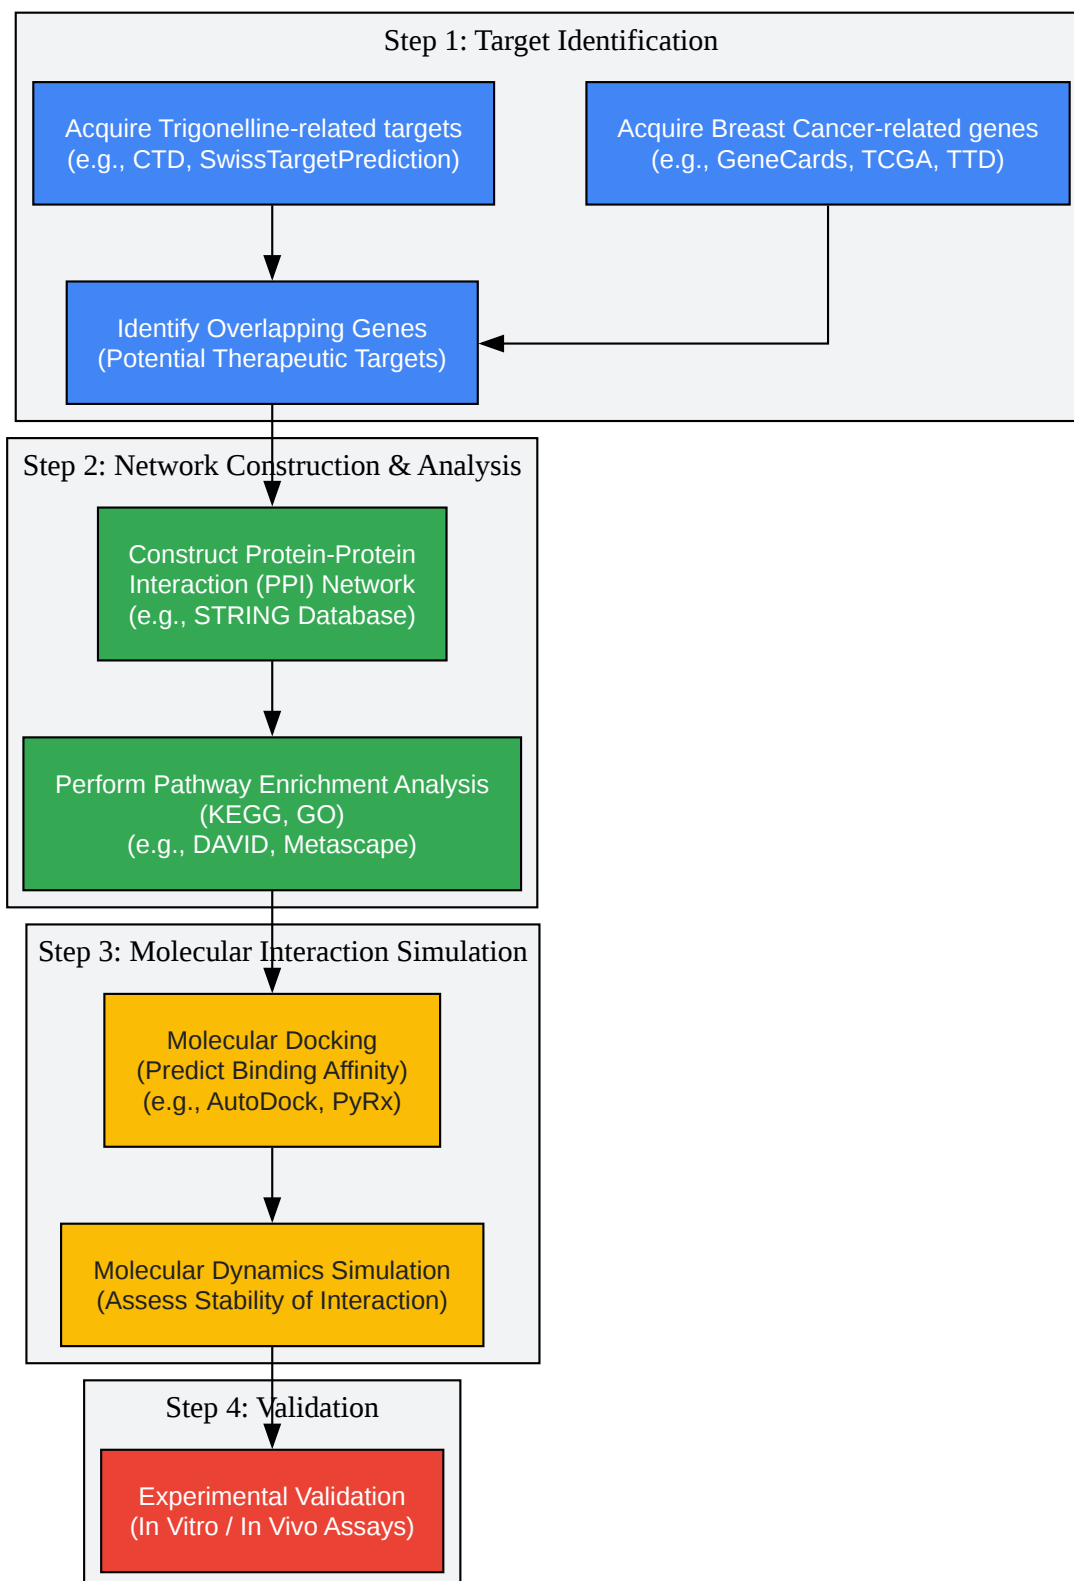 Step 1: Target Identification
Acquire Trigonelline-related targets
(e.g., CTD, SwissTargetPrediction)
Acquire Breast Cancer-related genes
(e.g., GeneCards, TCGA, TTD)
Identify Overlapping Genes
(Potential Therapeutic Targets)
Step 2: Network Construction & Analysis
Construct Protein-Protein
Interaction (PPI) Network
(e.g., STRING Database)
Perform Pathway Enrichment Analysis
(KEGG, GO)
(e.g., DAVID, Metascape)
Step 3: Molecular Interaction Simulation
Molecular Docking
(Predict Binding Affinity)
(e.g., AutoDock, PyRx)
Molecular Dynamics Simulation
(Assess Stability of Interaction)
Step 4: Validation
Experimental Validation
(In Vitro / In Vivo Assays)